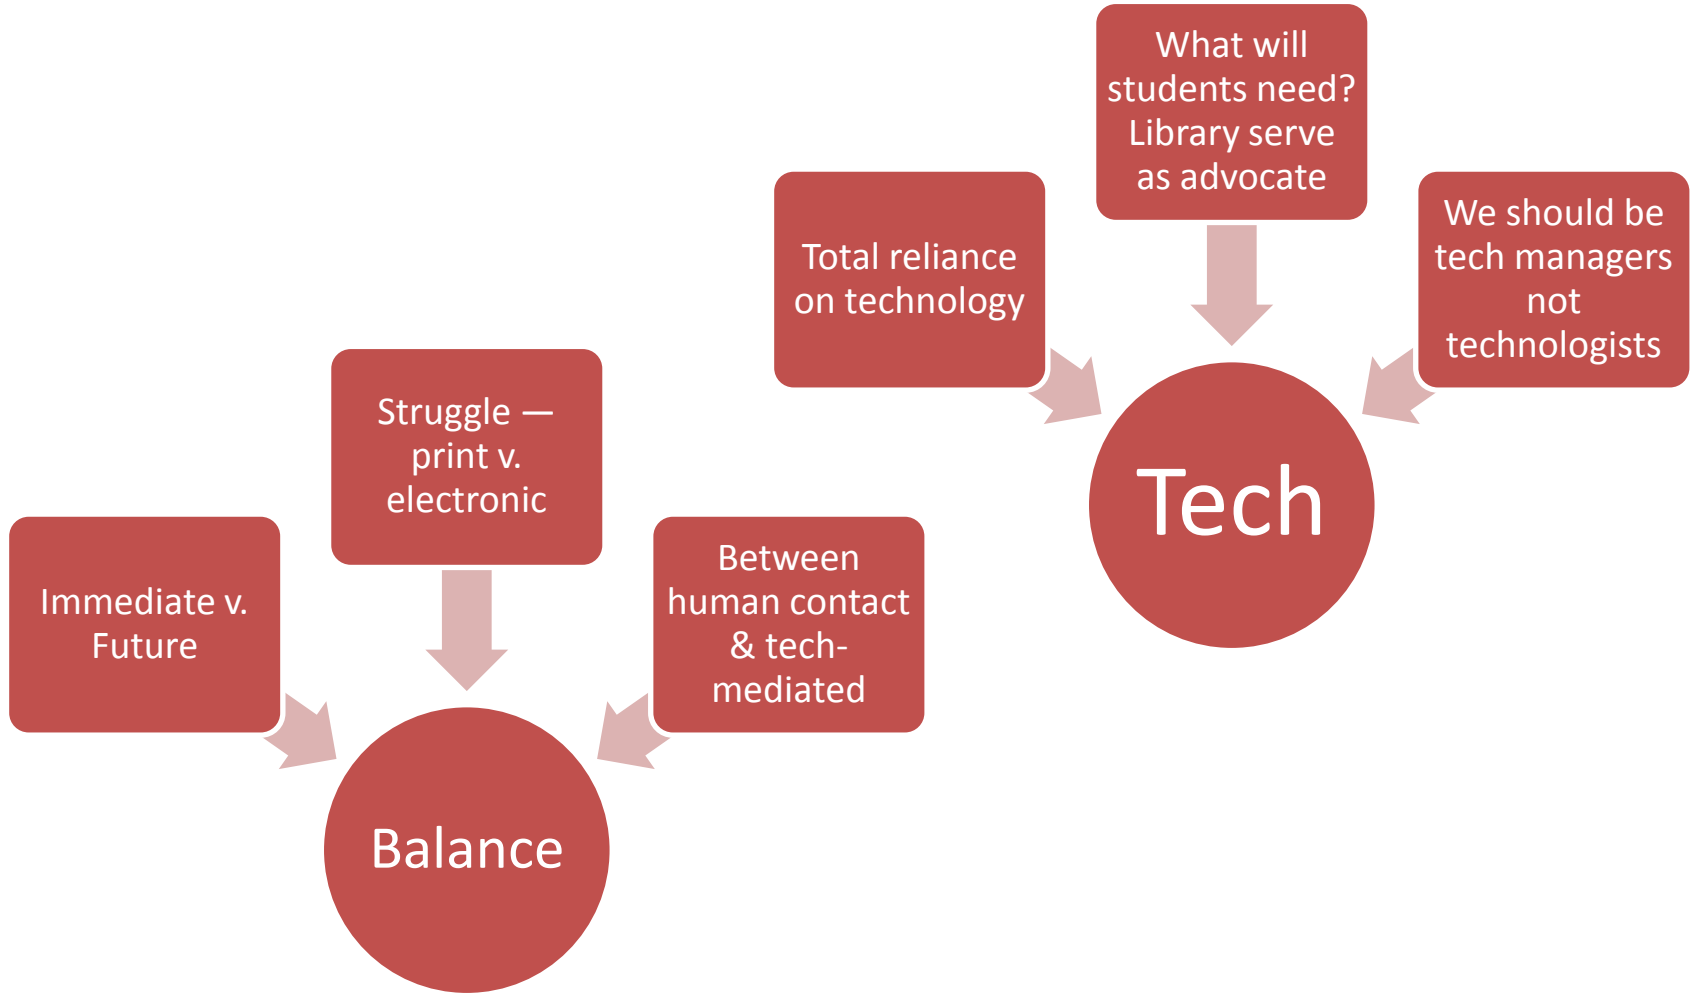 What will
students need?
Library serve
as advocate
Total reliance
on technology
We should be
tech managers
not
technologists
Tech
Struggle —
print v.
electronic
Immediate v.
Future
Between
human contact
& tech-
mediated
Balance